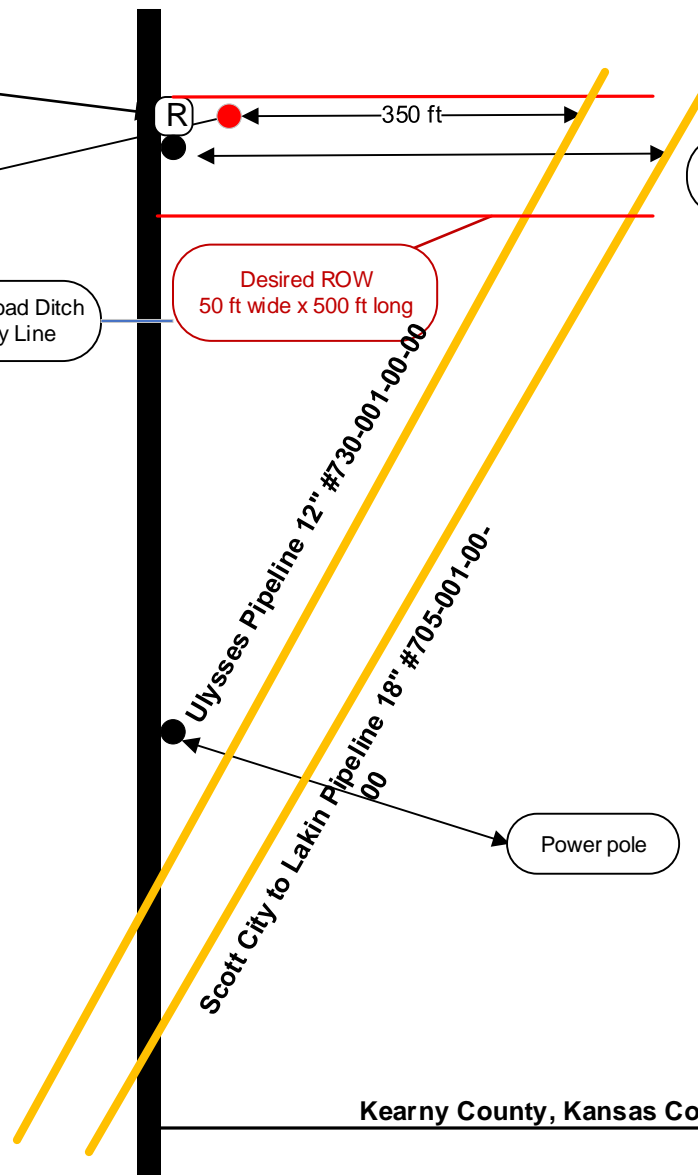 R
350 ft
Desired ROW
50 ft wide x 500 ft long
oad Ditch
y Line
Ulysses Pipeline 12" #730-001-00-00
Scott City to Lakin Pipeline 18" #705-001-00-
00
Power pole
Kearny County, Kansas Co